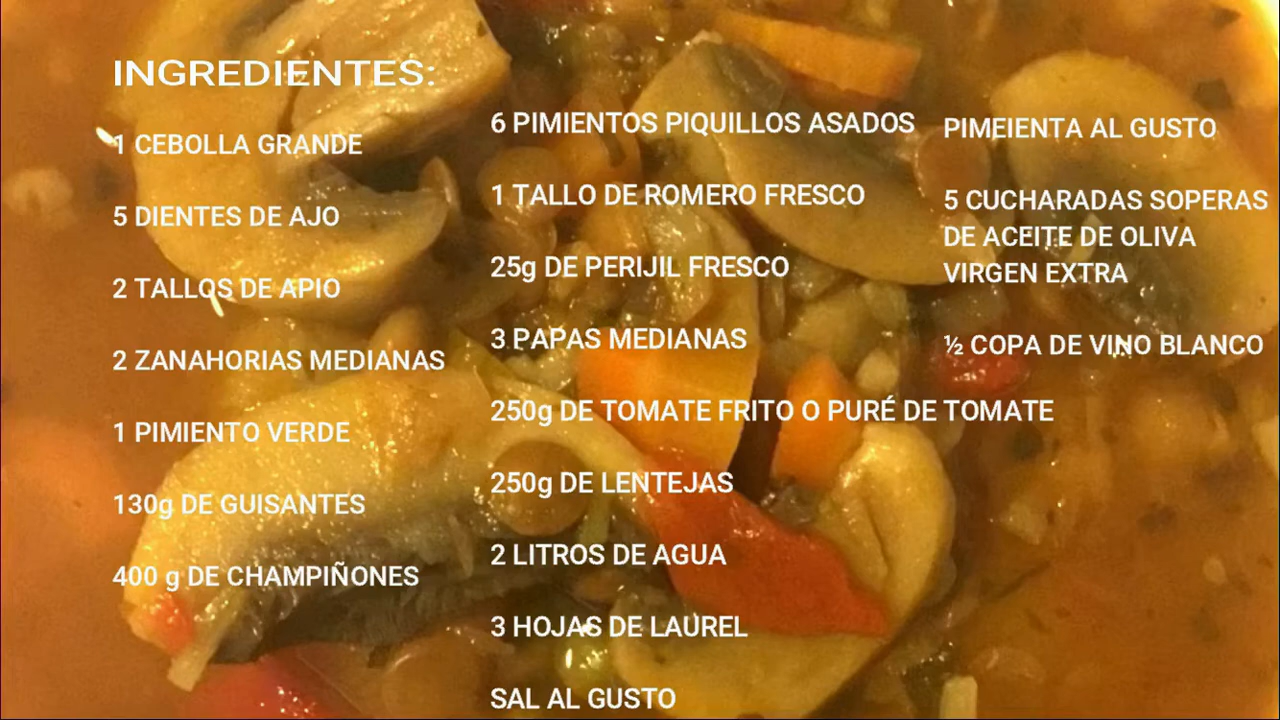 INGREDIENTES:
1 CEBOLLA GRANDE
5 DIENTES DE AJO
2 TALLOS DE APIO
2 ZANAHORIAS MEDIANAS
1 PIMIENTO VERDE
130g DE GUISANTES
400 g DE CHAMPIÑONES
6 PIMIENTOS PIQUILLOS ASADOS
1 TALLO DE ROMERO FRESCO
25g DE PERIJIL FRESCO
3 PAPAS MEDIANAS
250g DE TOMATE FRITO O PURÉ DE TOMATE
250g DE LENTEJAS
2 LITROS DE AGUA
3 HOJAS DE LAUREL
SAL AL GUSTO
PIMEIENTA AL GUSTO
5 CUCHARADAS SOPERAS
DE ACEITE DE OLIVA
VIRGEN EXTRA
½ COPA DE VINO BLANCO